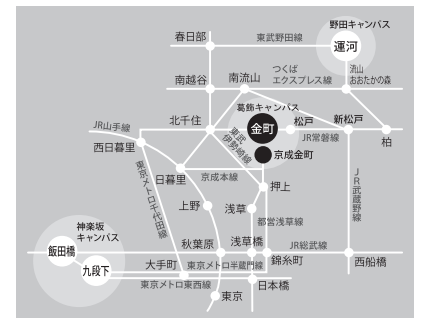 野田キャンパス
春日部
東武野田線
運河
つくば
エクスプレス線
流山
おおたかの森
南越谷
南流山
葛飾キャンパス
北千住
金町
松戸
新松戸
JR山手線
東武
伊勢崎線
JR常磐線
柏
西日暮里
京成金町
日暮里
京成本線
東京メトロ千代田線
押上
JR武蔵野線
上野
浅草
都営浅草線
神楽坂
キャンパス
秋葉原
浅草橋
JR総武線
飯田橋
九段下
大手町
東京メトロ半蔵門線
錦糸町
西船橋
東京メトロ東西線
日本橋
東京